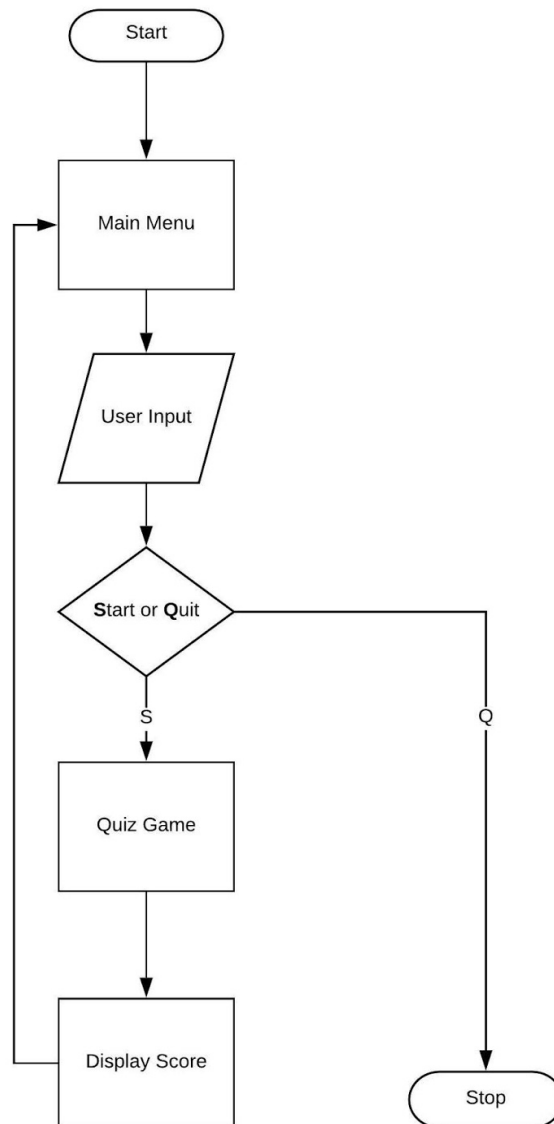 Start
Main Menu
User Input
Start or Quit
S
Q
Quiz Game
Display Score
Stop